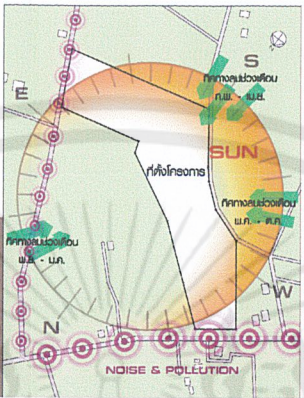 S
ทิศทางลมช่วงเดือน
ก.พ. - เม.ย.
E
SUN
ที่ตั้งโครงการ
ทิศทางลมช่วงเดือน
พ.ค. - ต.ค.
ทิศทางลมช่วงเดือน
พ.ย. - ม.ค.
W
N
NOISE & POLLUTION